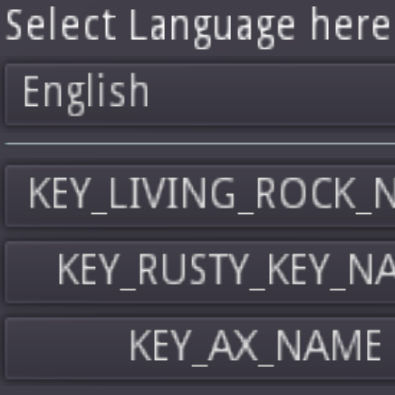 Select Language here
English
KEY_LIVING_ROCK_N
KEY_RUSTY_KEY_NA
KEY_AX_NAME